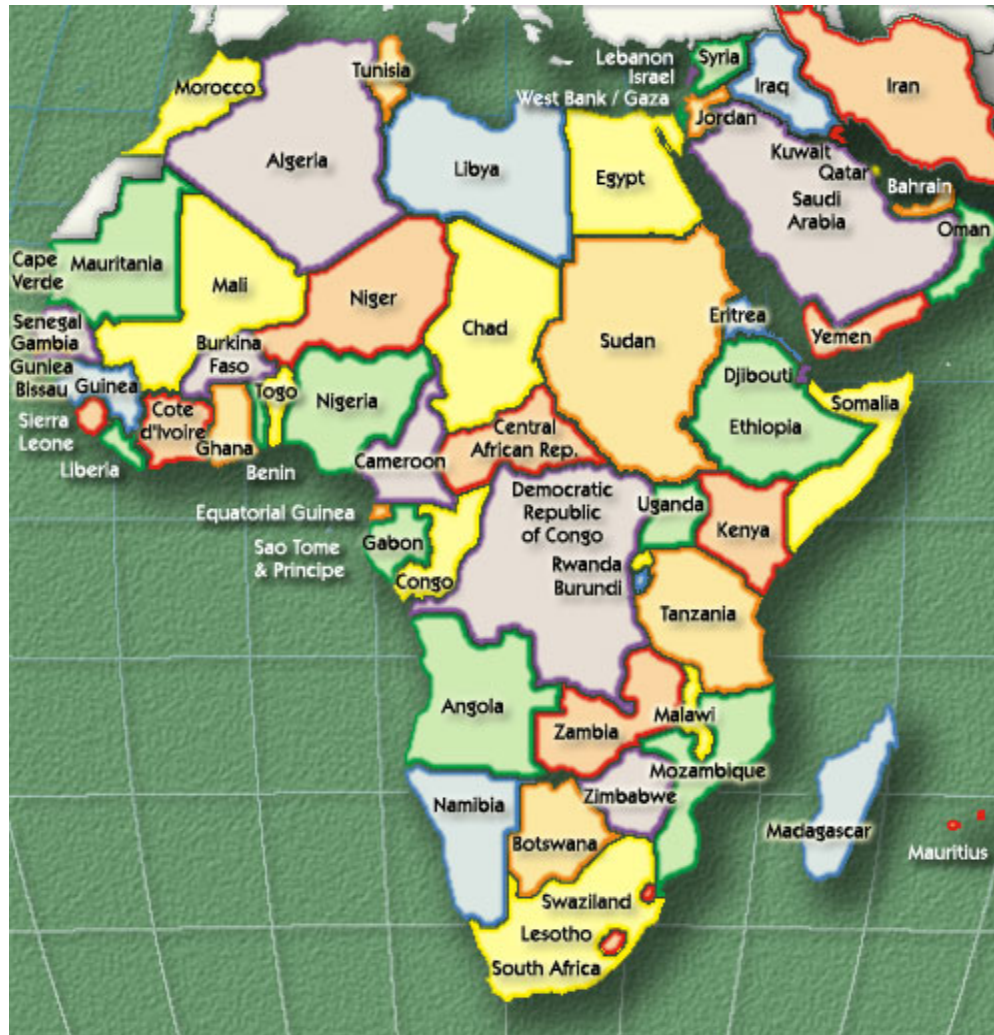 Morocco
Tunisia
Algeria
Libya
Egypt
Lebanon
Israel
West Bank / Gaza
Syria
Iraq
Iran
Jordan
Kuwait
Qatar
Bahrain
Saudi
Arabia
Oman
Yemen
Cape
Verde
Mauritania
Mali
Niger
Chad
Sudan
Eritrea
Senegal
Gambia
Guniea
Bissau
Guinea
Burkina
Faso
Togo
Nigeria
Djibouti
Somalia
Ethiopia
Sierra
Leone
Liberia
Cote
d'Ivoire
Ghana
Benin
Cameroon
Central
African Rep.
Equatorial Guinea
Sao Tome
& Principe
Gabon
Congo
Democratic
Republic
of Congo
Uganda
Kenya
Rwanda
Burundi
Tanzania
Angola
Zambia
Malawi
Mozambique
Namibia
Zimbabwe
Botswana
Madagascar
Mauritius
Swaziland
Lesotho
South Africa